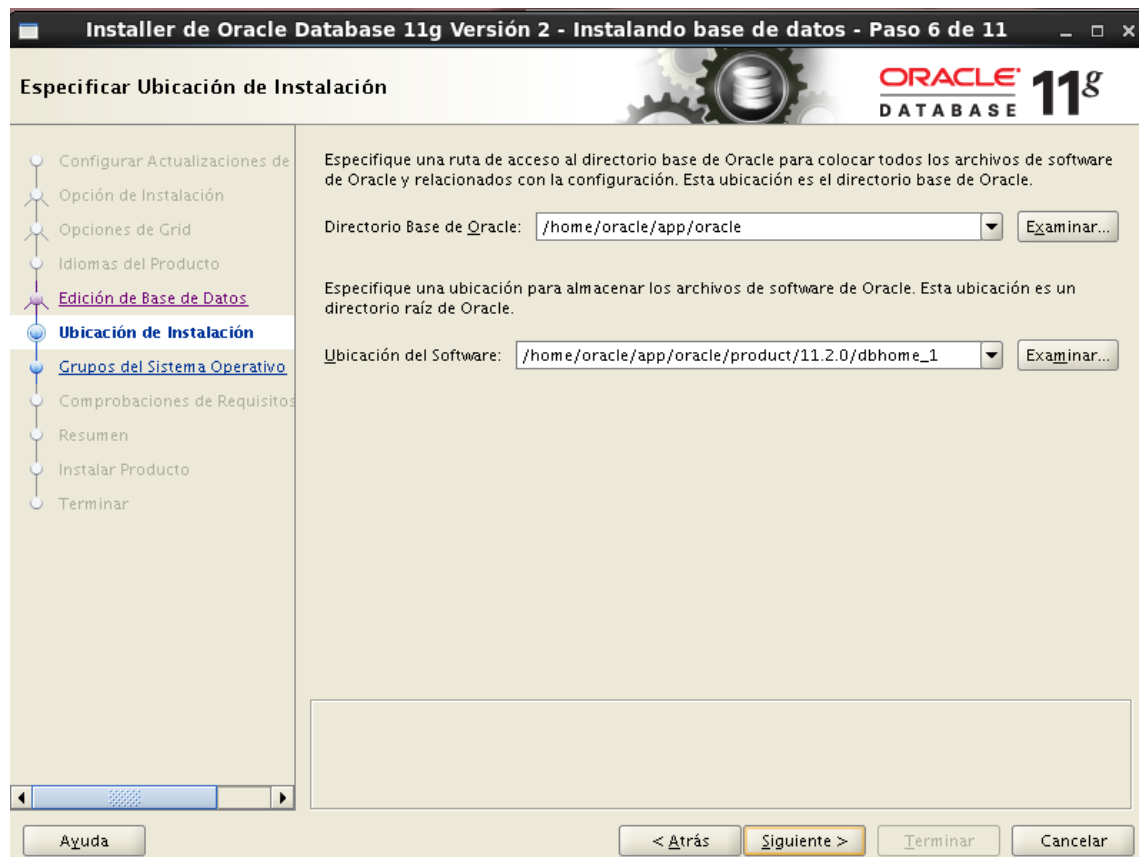 Installer de Oracle Database 11g Versión 2 - Instalando base de datos - Paso 6 de 11
Especificar Ubicación de Instalación
ORACLE
DATABASE
11g
Configurar Actualizaciones de
Opción de Instalación
Opciones de Grid
Idiomas del Producto
Edición de Base de Datos
Ubicación de Instalación
Grupos del Sistema Operativo
Comprobaciones de Requisitos
Resumen
Instalar Producto
Terminar
Especifique una ruta de acceso al directorio base de Oracle para colocar todos los archivos de software
de Oracle y relacionados con la configuración. Esta ubicación es el directorio base de Oracle.
Directorio Base de Oracle: /home/oracle/app/oracle Examinar...
Especifique una ubicación para almacenar los archivos de software de Oracle. Esta ubicación es un
directorio raíz de Oracle.
Ubicación del Software: /home/oracle/app/oracle/product/11.2.0/dbhome_1 Examinar...
Ayuda < Atrás Siguiente > Terminar Cancelar